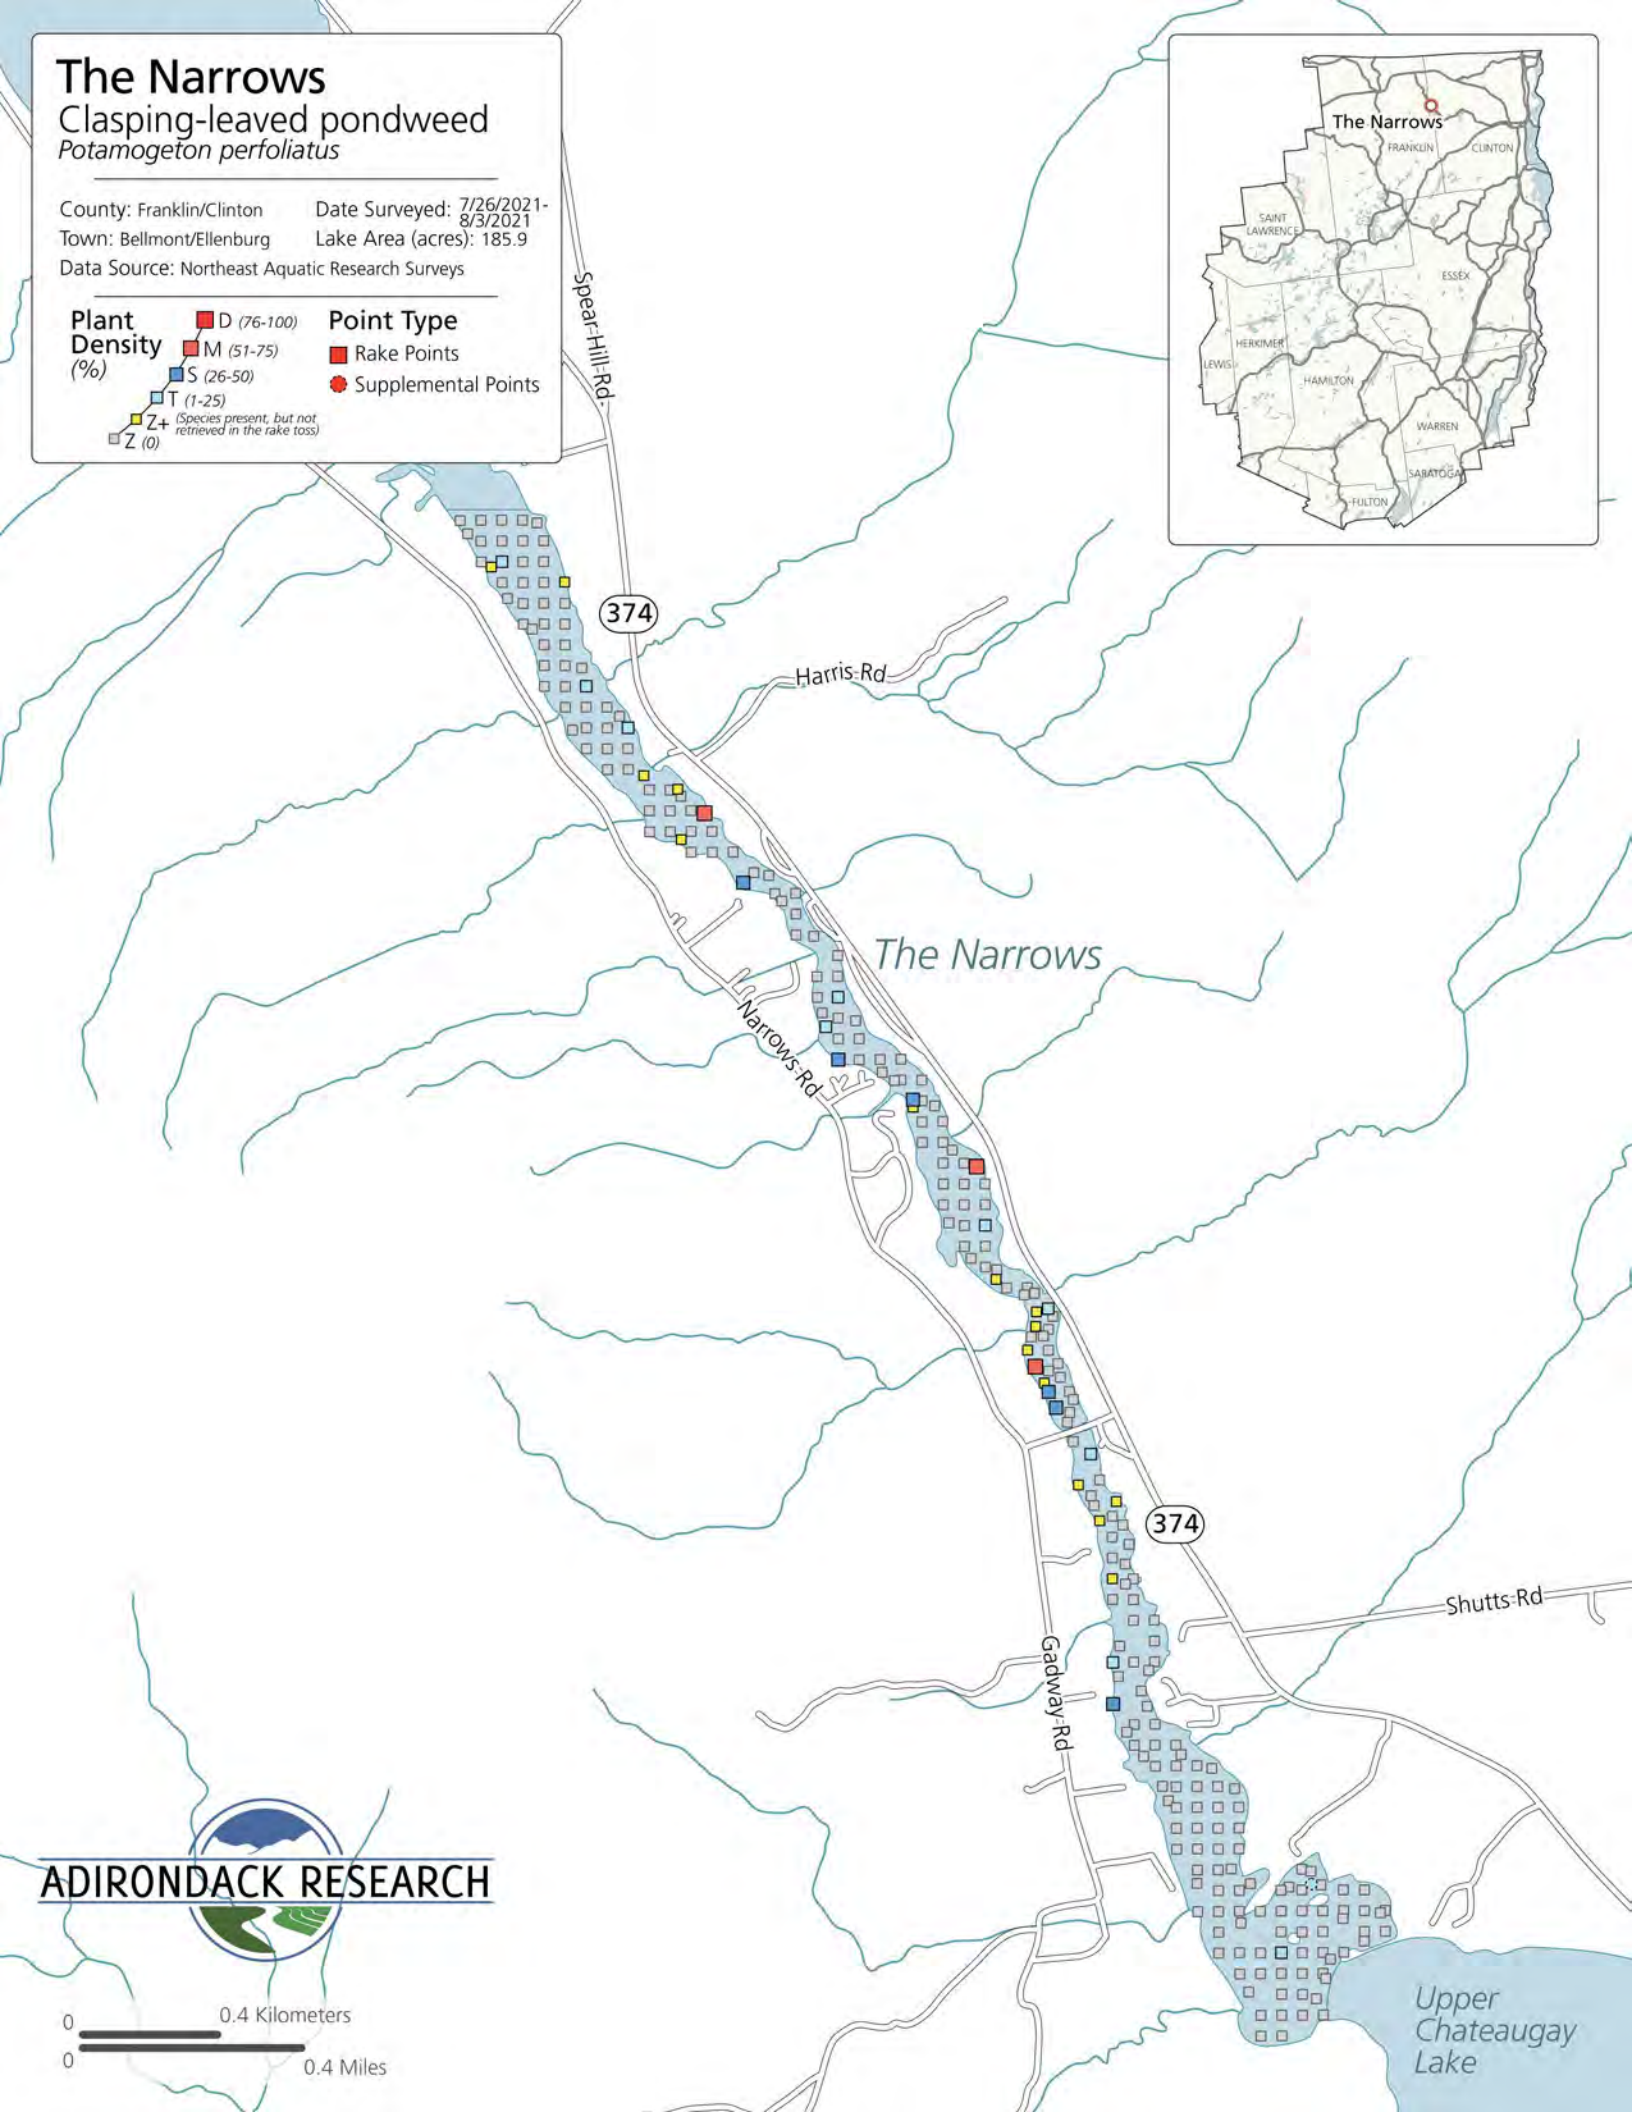 The Narrows
Clasping-leaved pondweed
Potamogeton perfoliatus
County: Franklin/Clinton
Date Surveyed: 7/26/2021-
8/3/2021
Town: Bellmont/Ellenburg
Lake Area (acres): 185.9
Data Source: Northeast Aquatic Research Surveys
Plant
Density
(%)
D (76-100)
M (51-75)
S (26-50)
T (1-25)
Z+ (Species present, but not
retrieved in the rake toss)
Z (0)
Point Type
Rake Points
Supplemental Points
The Narrows
FRANKLIN
CLINTON
SAINT
LAWRENCE
ESSEX
HERKIMER
LEWIS
HAMILTON
WARREN
SARATOGA
FULTON
Spear-Hill-Rd-
374
Harris-Rd
The Narrows
Narrows-Rd
374
Shutts-Rd
Gadway-Rd
ADIRONDACK RESEARCH
0
0.4 Kilometers
0
0.4 Miles
Upper
Chateaugay
Lake